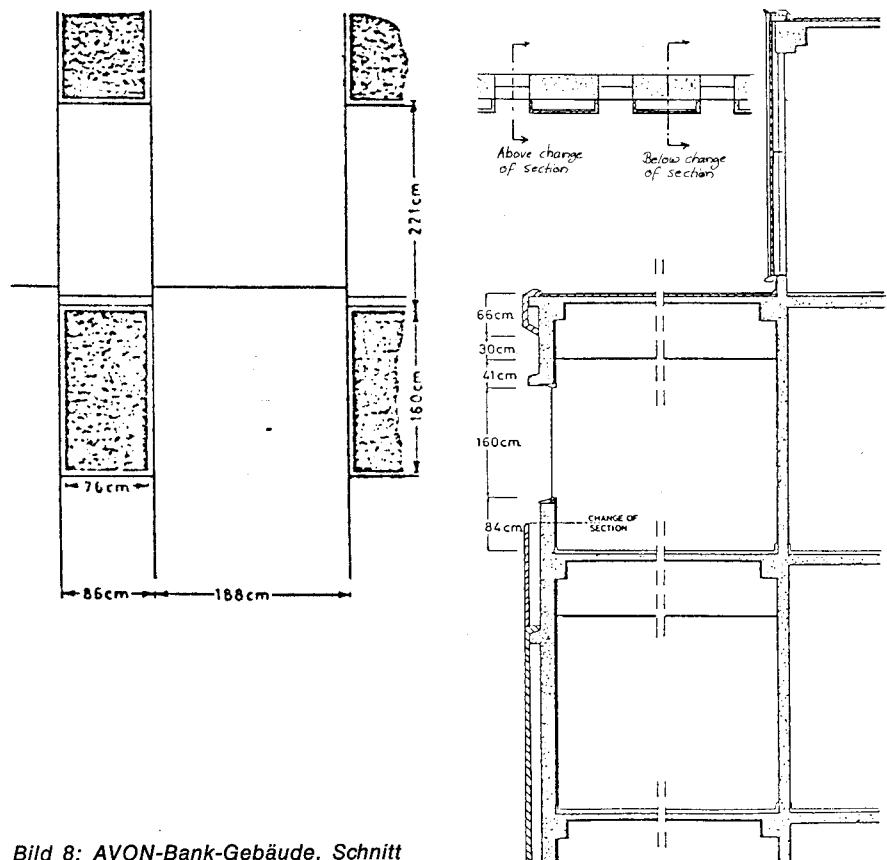 221cm
160cm
76cm
86cm
188cm
Above change
of section
Below change
of section
66cm
30cm
41cm
160cm
84cm
CHANGE OF
SECTION
Bild 8: AVON-Bank-Gebäude, Schnitt